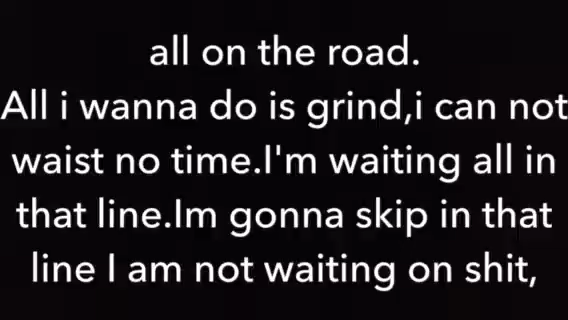 all on the road.
All i wanna do is grind,i can not
waist no time.I'm waiting all in
that line.Im gonna skip in that
line I am not waiting on shit,